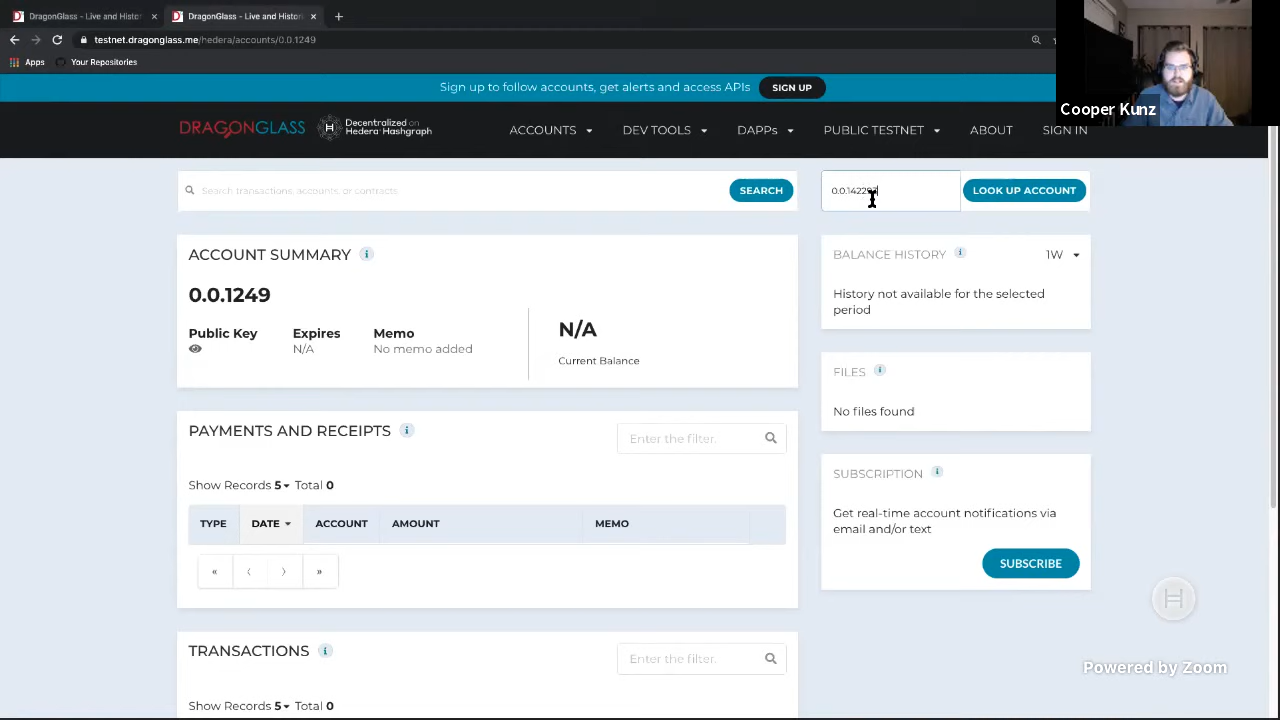 DragonGlass - Live and Histor
DragonGlass - Live and Histor
testnet.dragonglass.me/hedera/accounts/0.0.1249
Apps Your Repositories
Cooper Kunz
Sign up to follow accounts, get alerts and access APIs SIGN UP
DRAGONGLASS Decentralized on Hedera Hashgraph
ACCOUNTS DEV TOOLS DAPPs PUBLIC TESTNET ABOUT SIGN IN
Search transactions, accounts, or contracts SEARCH
LOOK UP ACCOUNT
ACCOUNT SUMMARY
0.0.1249
Public Key Expires Memo
N/A No memo added
N/A
Current Balance
BALANCE HISTORY 1W
History not available for the selected
period
FILES
No files found
SUBSCRIPTION
Get real-time account notifications via
email and/or text
SUBSCRIBE
PAYMENTS AND RECEIPTS
Enter the filter.
Show Records 5 Total 0
TYPE DATE ACCOUNT AMOUNT MEMO
« ‹ › »
TRANSACTIONS
Enter the filter.
Show Records 5 Total 0
H
Powered by Zoom